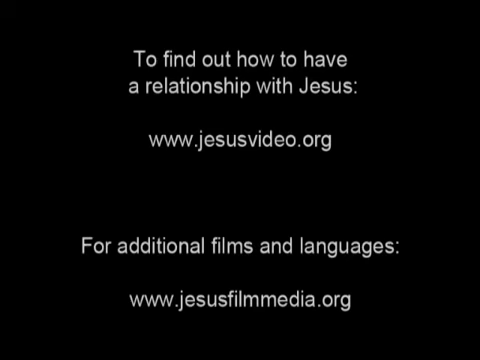 To find out how to have
a relationship with Jesus:
www.jesusvideo.org
For additional films and languages:
www.jesusfilmmedia.org